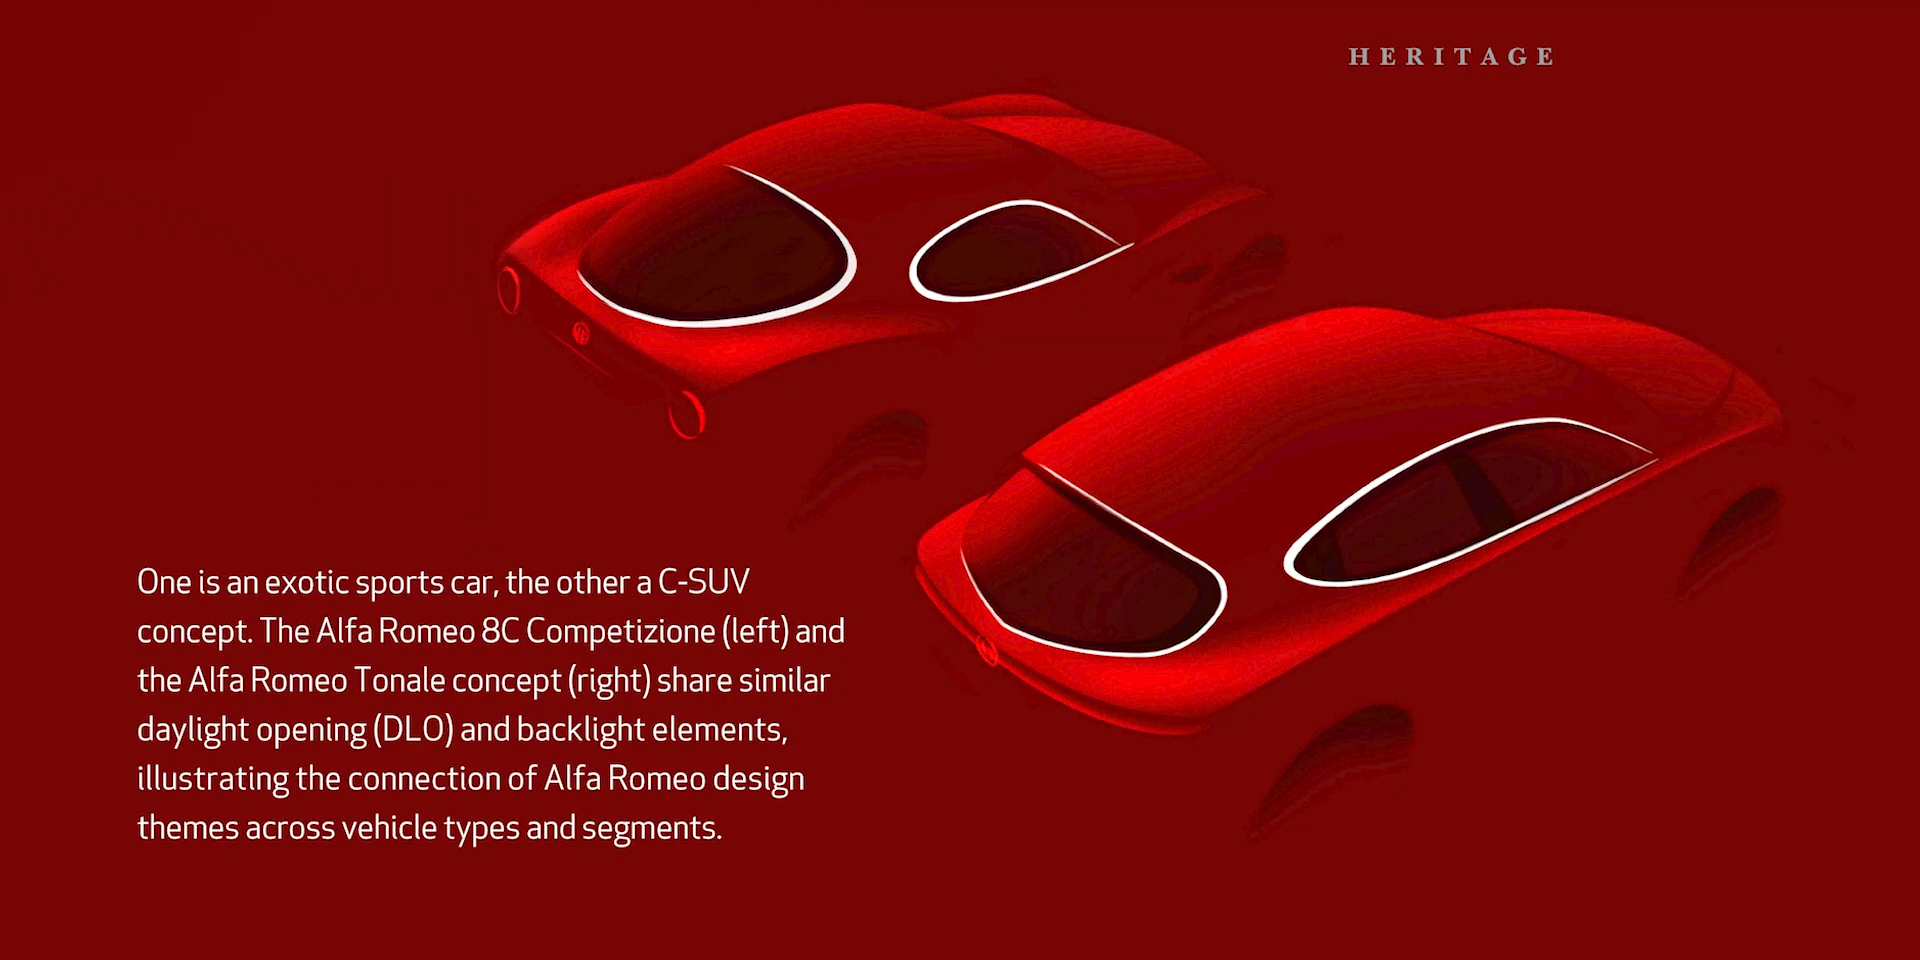 HERITAGE
One is an exotic sports car, the other a C-SUV
concept. The Alfa Romeo 8C Competizione (left) and
the Alfa Romeo Tonale concept (right) share similar
daylight opening (DLO) and backlight elements,
illustrating the connection of Alfa Romeo design
themes across vehicle types and segments.